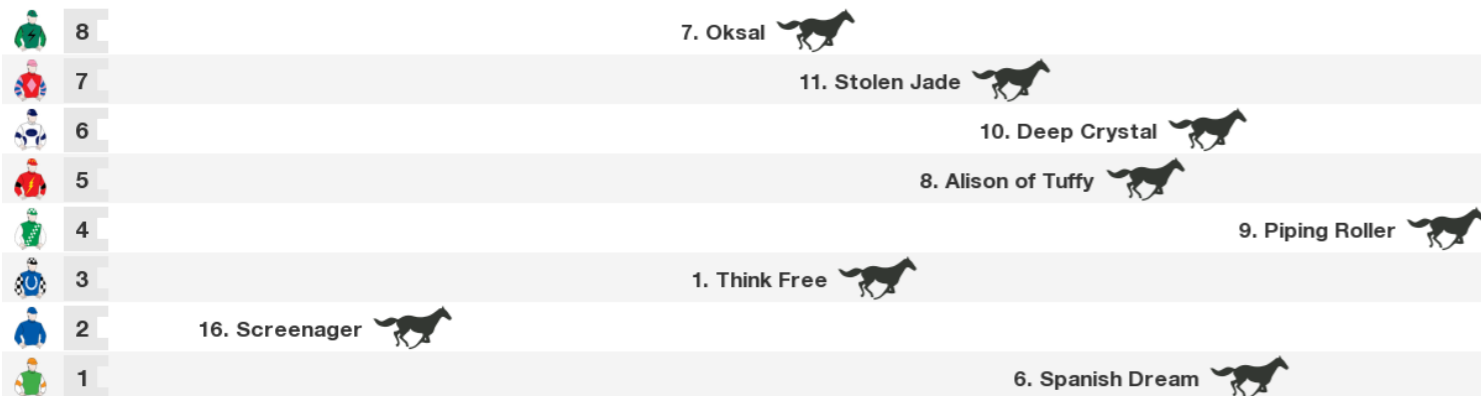 8 7. Oksal
7 11. Stolen Jade
6 10. Deep Crystal
5 8. Alison of Tuffy
4 9. Piping Roller
3 1. Think Free
2 16. Screenager
1 6. Spanish Dream